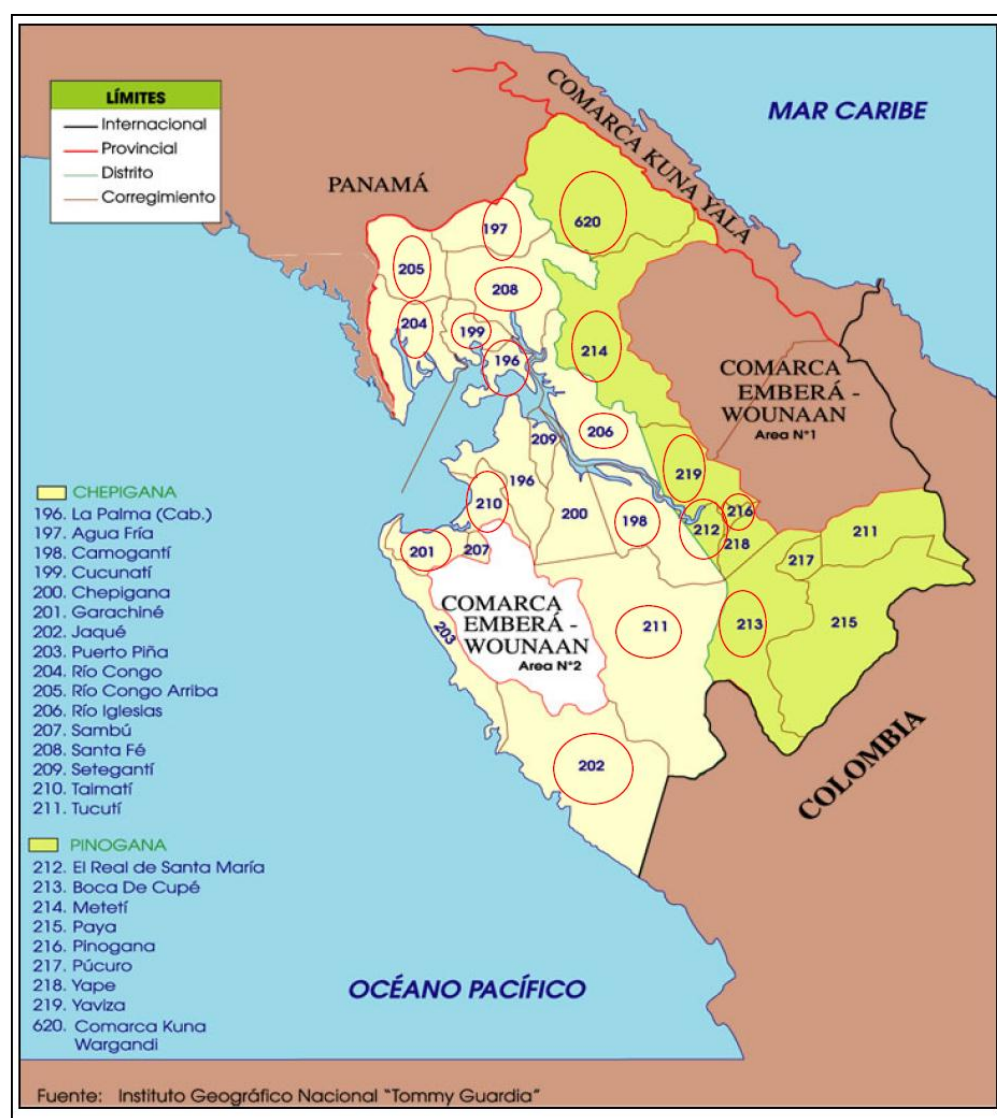 LÍMITES
Internacional
Provincial
Distrito
Corregimiento
MAR CARIBE
COMARCA KUNA YALA
PANAMÁ
620
197
205
208
204
199
196
214
COMARCA
EMBERÁ -
WOUNAAN
Area N°1
206
209
219
196
210
200
198
216
212
218
211
201
207
217
COMARCA
EMBERÁ -
WOUNAAN
Area N°2
203
211
213
215
202
COLOMBIA
CHEPIGANA
196. La Palma (Cab.)
197. Agua Fría
198. Camogantí
199. Cucunatí
200. Chepigana
201. Garachiné
202. Jaqué
203. Puerto Piña
204. Río Congo
205. Río Congo Arriba
206. Río Iglesias
207. Sambú
208. Santa Fé
209. Setegantí
210. Taimatí
211. Tucutí
PINOGANA
212. El Real de Santa María
213. Boca De Cupé
214. Metetí
215. Paya
216. Pinogana
217. Púcuro
218. Yape
219. Yaviza
620. Comarca Kuna
Wargandi
OCÉANO PACÍFICO
Fuente: Instituto Geográfico Nacional "Tommy Guardia"